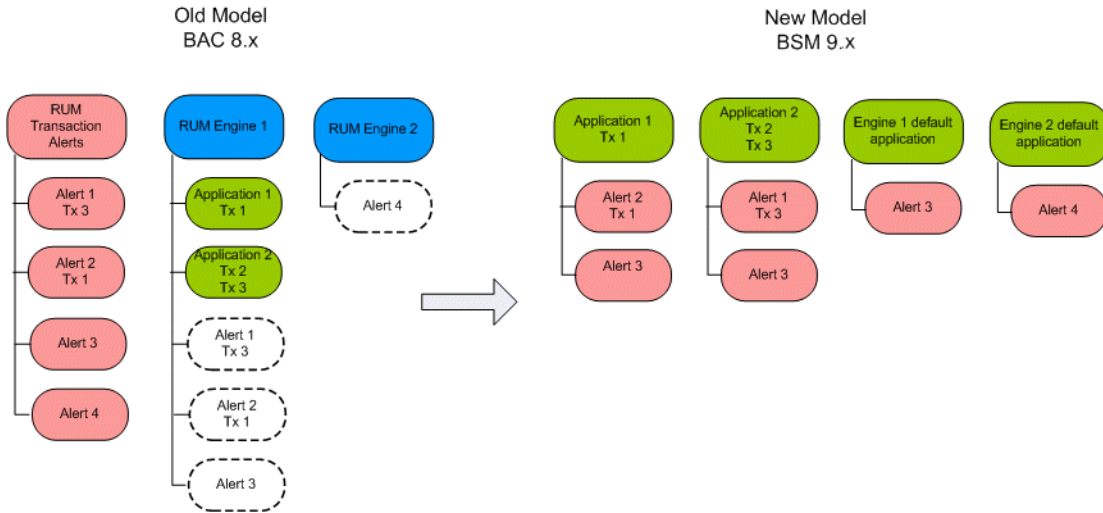 Old Model
BAC 8.x
RUM
Transaction
Alerts
Alert 1
Tx 3
Alert 2
Tx 1
Alert 3
Alert 4
RUM Engine 1
Application 1
Tx 1
Application 2
Tx 2
Tx 3
Alert 1
Tx 3
Alert 2
Tx 1
Alert 3
RUM Engine 2
Alert 4
New Model
BSM 9.x
Application 1
Tx 1
Alert 2
Tx 1
Alert 3
Application 2
Tx 2
Tx 3
Alert 1
Tx 3
Alert 3
Engine 1 default
application
Alert 3
Engine 2 default
application
Alert 4